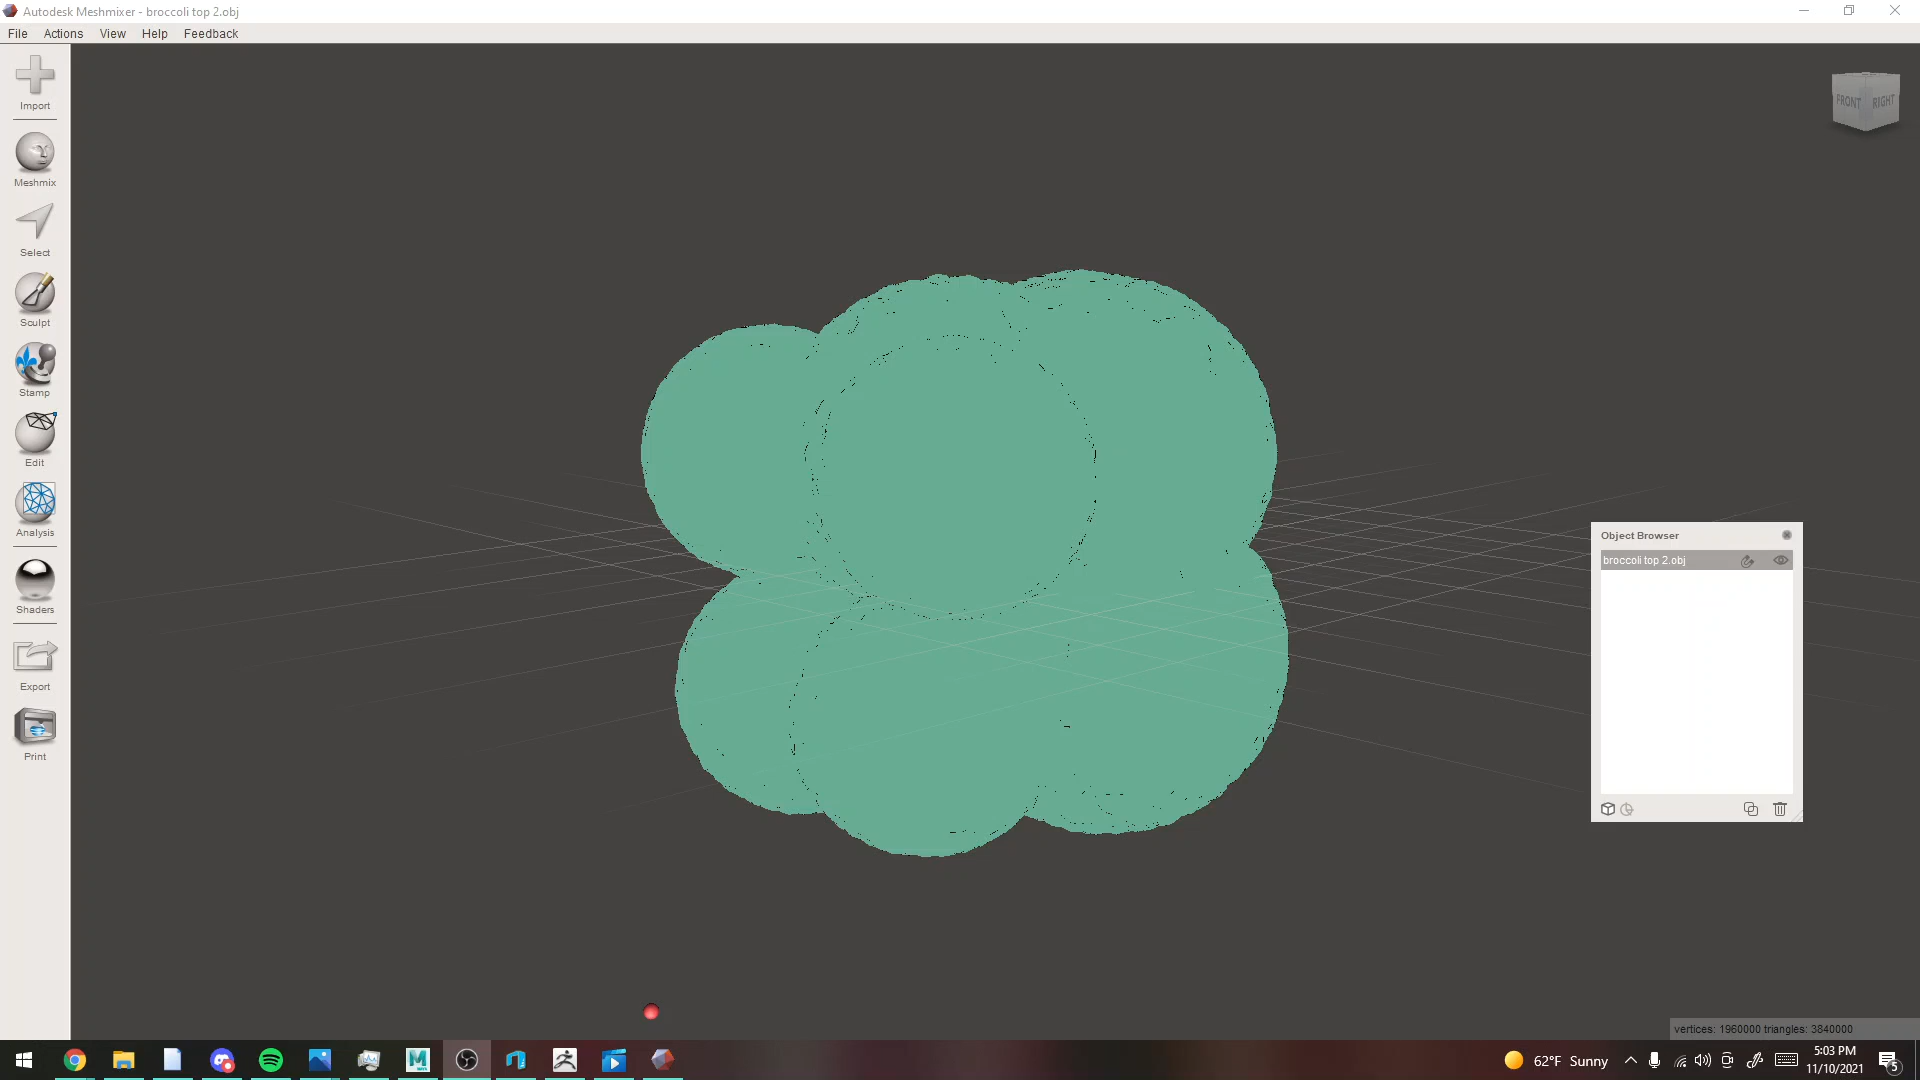 Autodesk Meshmixer - broccoli top 2.obj
File Actions View Help Feedback
Import
Meshmix
Select
Sculpt
Stamp
Edit
Analysis
Shaders
Export
Print
FRONT RIGHT
Object Browser
broccoli top 2.obj
vertices: 1960000 triangles: 3840000
62°F Sunny
5:03 PM
11/10/2021
5